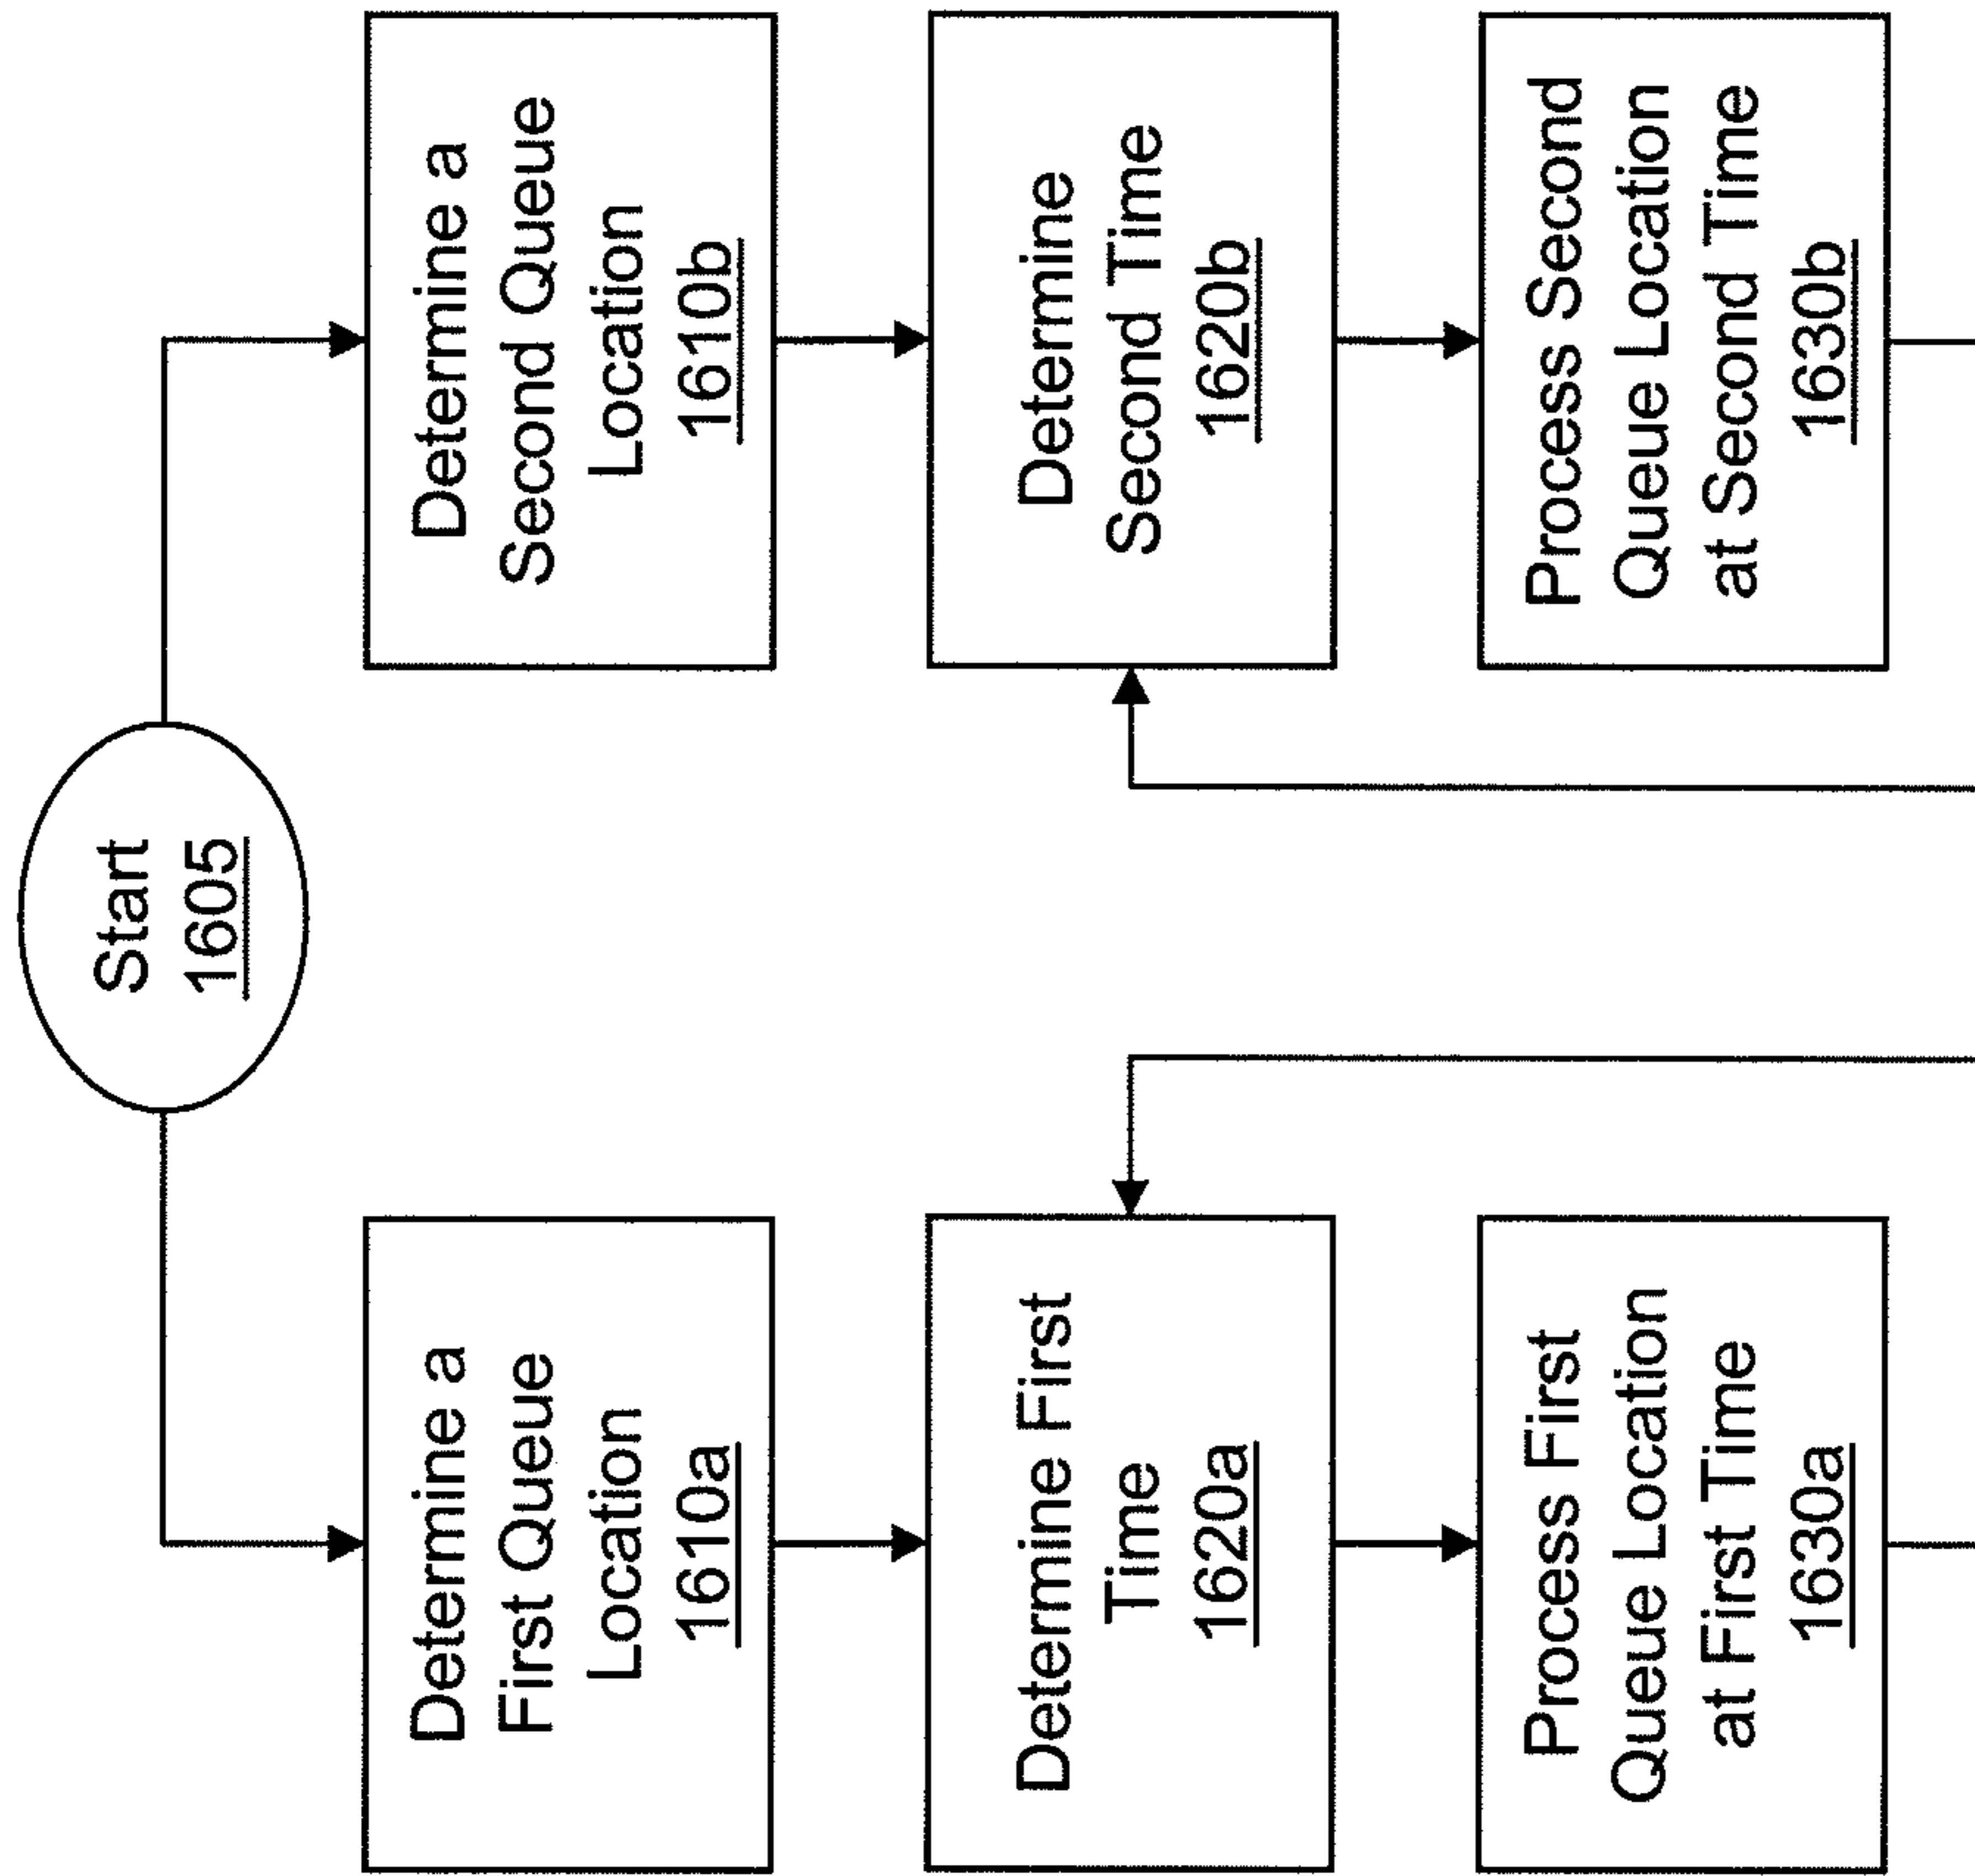 Start
1605
Determine a
First Queue
Location
1610a
Determine a
Second Queue
Location
1610b
Determine First
Time
1620a
Determine
Second Time
1620b
Process First
Queue Location
at First Time
1630a
Process Second
Queue Location
at Second Time
1630b